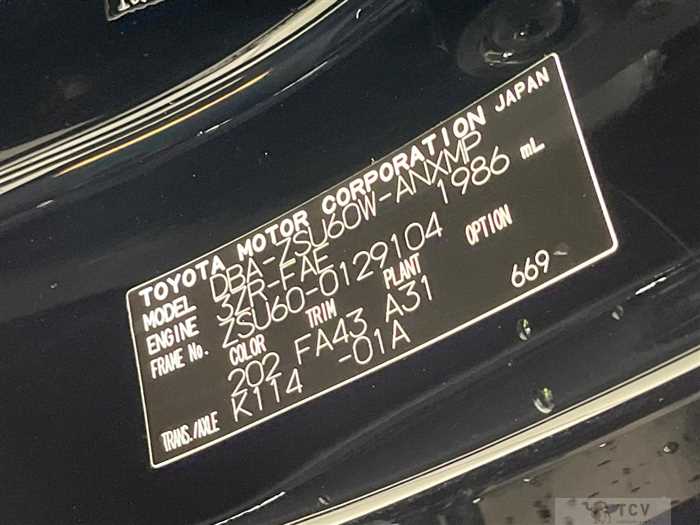 TOYOTA MOTOR CORPORATION JAPAN
MODEL DBA-ZSU60W-ANXMP
ENGINE 3ZR-FAE 1986 mL
FRAME No. ZSU60-0129104
COLOR TRIM PLANT OPTION
202 FA43 A31 669
TRANS./AXLE K114 -01A
TCV